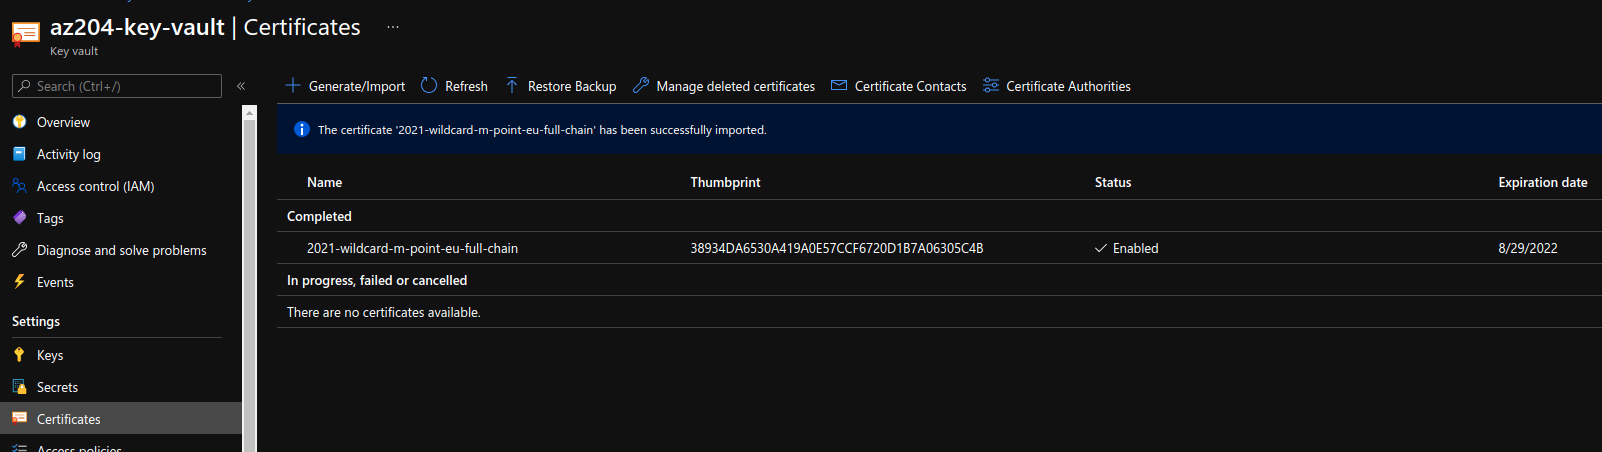 az204-key-vault | Certificates ...
Key vault
Search (Ctrl+/)
«
Generate/Import Refresh Restore Backup Manage deleted certificates Certificate Contacts Certificate Authorities
Overview
Activity log
Access control (IAM)
Tags
Diagnose and solve problems
Events
Settings
Keys
Secrets
Certificates
Access policies
The certificate '2021-wildcard-m-point-eu-full-chain' has been successfully imported.
Name Thumbprint Status Expiration date
Completed
2021-wildcard-m-point-eu-full-chain 38934DA6530A419A0E57CCF6720D1B7A06305C4B Enabled 8/29/2022
In progress, failed or cancelled
There are no certificates available.